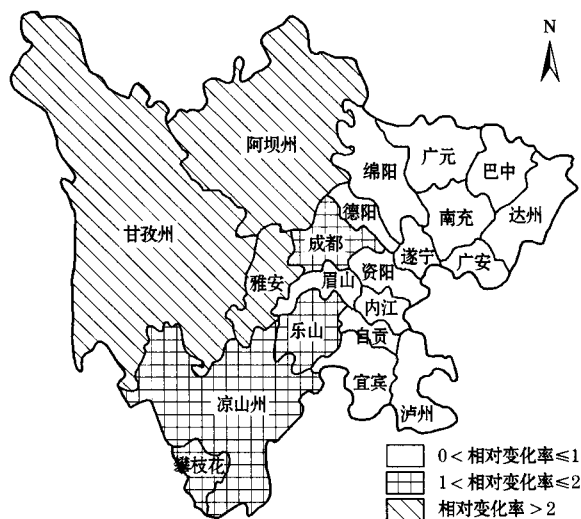 N
阿坝州
绵阳
广元
巴中
达州
甘孜州
德阳
南充
成都
遂宁
广安
雅安
眉山
资阳
内江
乐山
自贡
宜宾
泸州
凉山州
攀枝花
0＜相对变化率≤1
1＜相对变化率≤2
相对变化率＞2